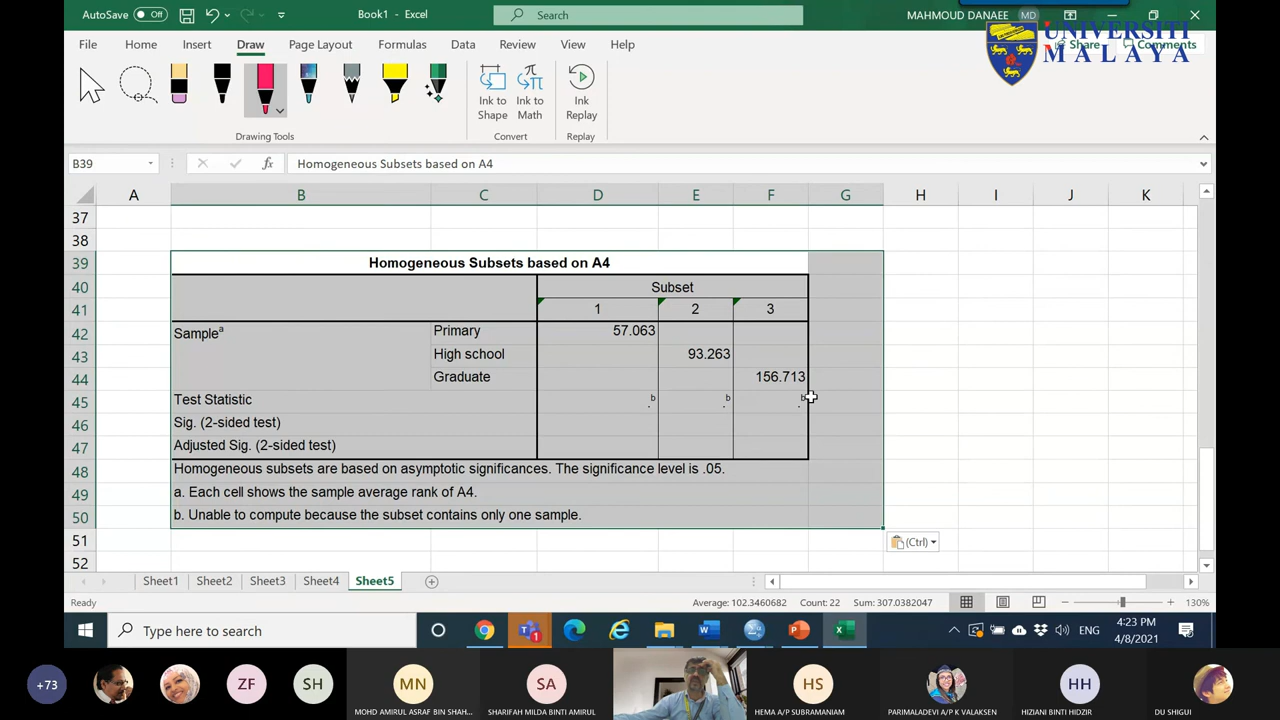 AutoSave Off Book1 - Excel Search MAHMOUD DANAEE MD
UNIVERSITI
MALAYA
File Home Insert Draw Page Layout Formulas Data Review View Help Share Comments
Ink to Shape Ink to Math Ink Replay
Drawing Tools Convert Replay
B39 fx Homogeneous Subsets based on A4
A B C D E F G H I J K
37
38
39 Homogeneous Subsets based on A4
40 Subset
41 1 2 3
42 Sampleᵃ Primary 57.063
43 High school 93.263
44 Graduate 156.713
45 Test Statistic .ᵇ .ᵇ .ᵇ
46 Sig. (2-sided test)
47 Adjusted Sig. (2-sided test)
48 Homogeneous subsets are based on asymptotic significances. The significance level is .05.
49 a. Each cell shows the sample average rank of A4.
50 b. Unable to compute because the subset contains only one sample.
51
(Ctrl)
52
Sheet1 Sheet2 Sheet3 Sheet4 Sheet5
Ready Average: 102.3460682 Count: 22 Sum: 307.0382047 130%
Type here to search 1 ENG 4:23 PM
4/8/2021
+73 ZF SH MN SA HS HH
MOHD AMIRUL ASRAF BIN SHAH... SHARIFAH MILDA BINTI AMIRUL HEMA A/P SUBRAMANIAM PARIMALADEVI A/P K VALAKSEN HIZIANI BINTI HIDZIR DU SHIGUI